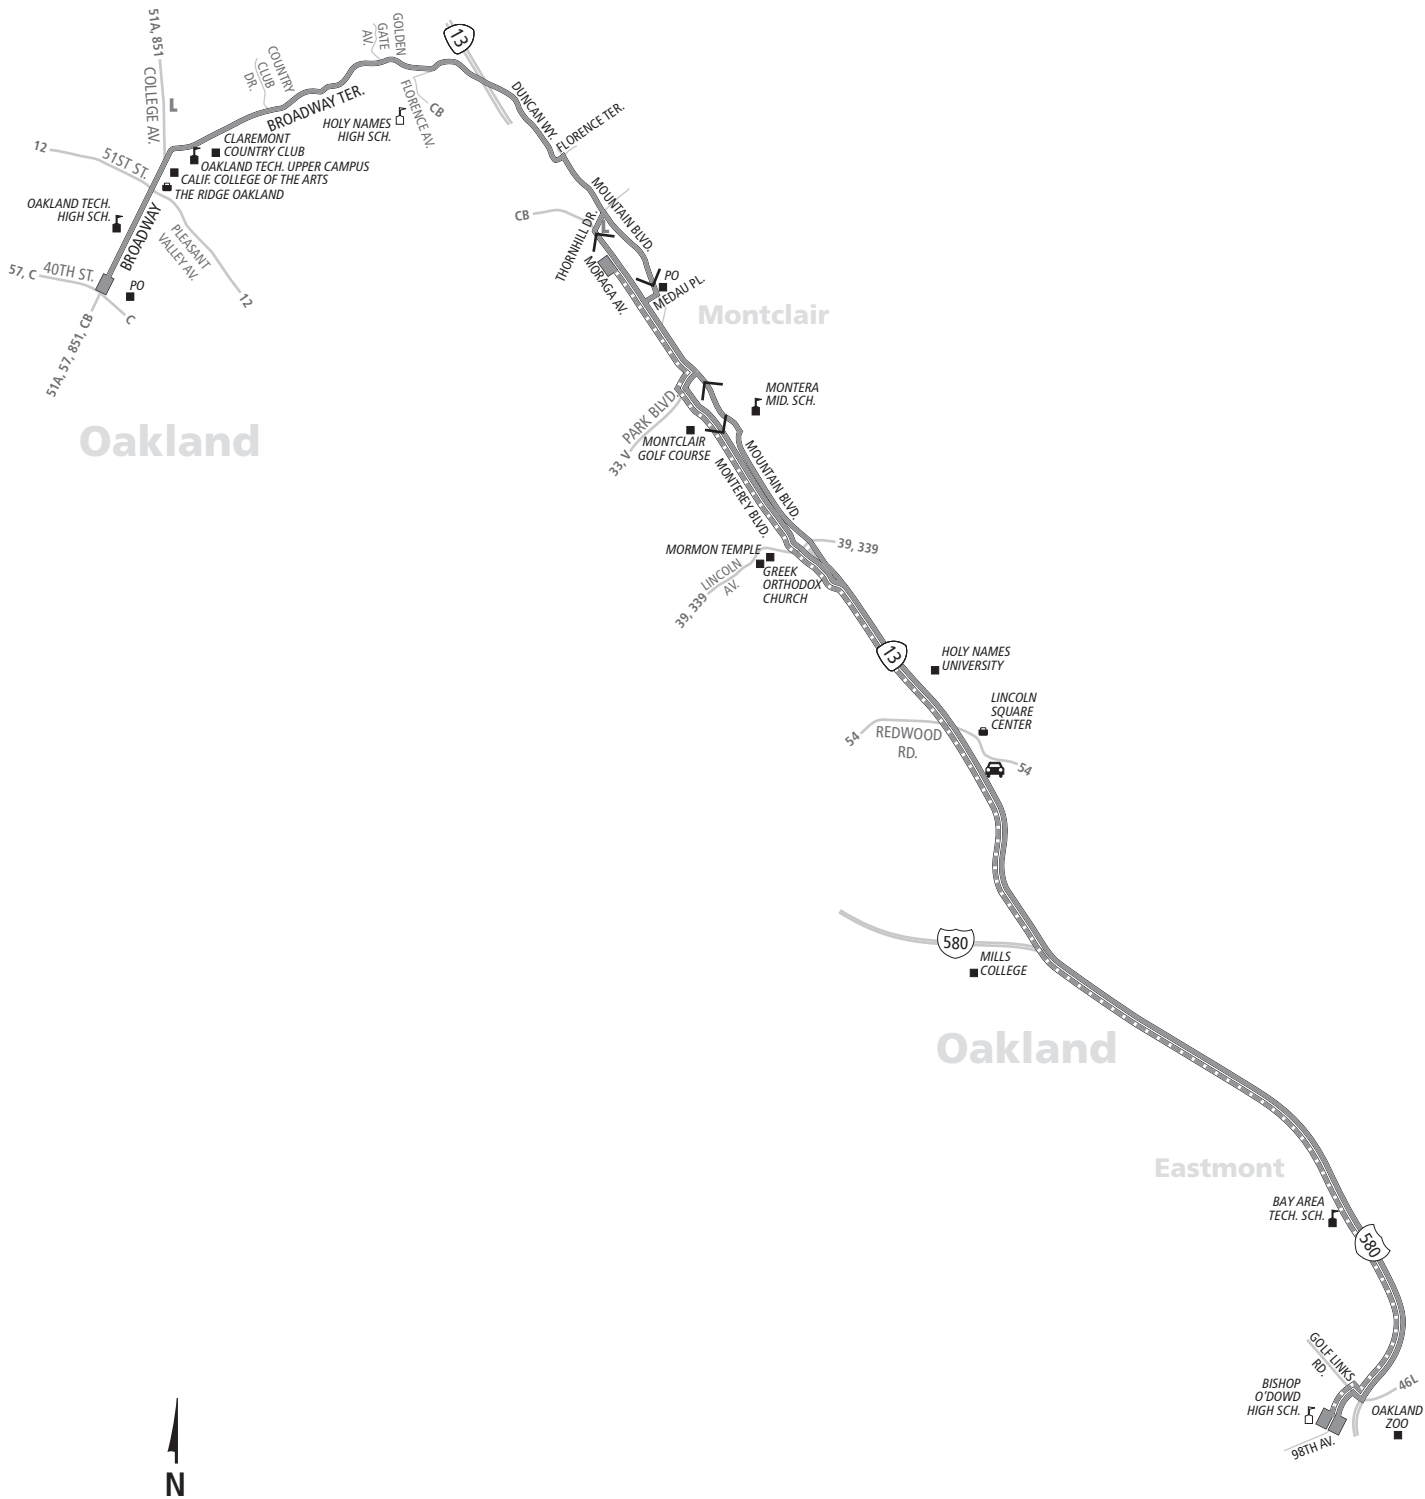 51A, 851
COLLEGE AV.
L
COUNTRY
CLUB
DR.
GOLDEN
GATE
AV.
13
BROADWAY TER.
HOLY NAMES
HIGH SCH.
FLORENCE AV.
CB
DUNCAN WY.
FLORENCE TER.
12
51ST ST.
CLAREMONT
COUNTRY CLUB
OAKLAND TECH. UPPER CAMPUS
CALIF. COLLEGE OF THE ARTS
THE RIDGE OAKLAND
OAKLAND TECH.
HIGH SCH.
BROADWAY
PLEASANT
VALLEY AV.
12
57, C
40TH ST.
PO
C
51A, 57, 851, CB
Oakland
CB
THORNHILL DR.
MOUNTAIN BLVD.
L
MORAGA AV.
PO
MEDAU PL.
Montclair
MONTERA
MID. SCH.
PARK BLVD.
33, V
MONTCLAIR
GOLF COURSE
MOUNTAIN BLVD.
MONTEREY BLVD.
39, 339
MORMON TEMPLE
GREEK
ORTHODOX
CHURCH
LINCOLN
AV.
39, 339
13
HOLY NAMES
UNIVERSITY
LINCOLN
SQUARE
CENTER
54
REDWOOD
RD.
54
580
MILLS
COLLEGE
Oakland
Eastmont
BAY AREA
TECH. SCH.
580
GOLF LINKS
RD.
BISHOP
O'DOWD
HIGH SCH.
46L
OAKLAND
ZOO
98TH AV.
N